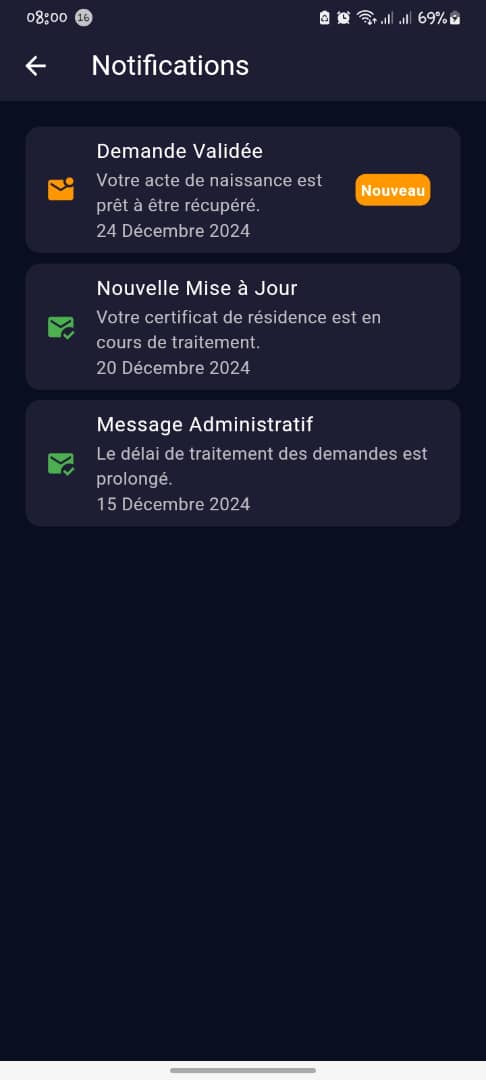 08:00 16 69%
Notifications
Demande Validée
Votre acte de naissance est
prêt à être récupéré.
24 Décembre 2024
Nouveau
Nouvelle Mise à Jour
Votre certificat de résidence est en
cours de traitement.
20 Décembre 2024
Message Administratif
Le délai de traitement des demandes est
prolongé.
15 Décembre 2024